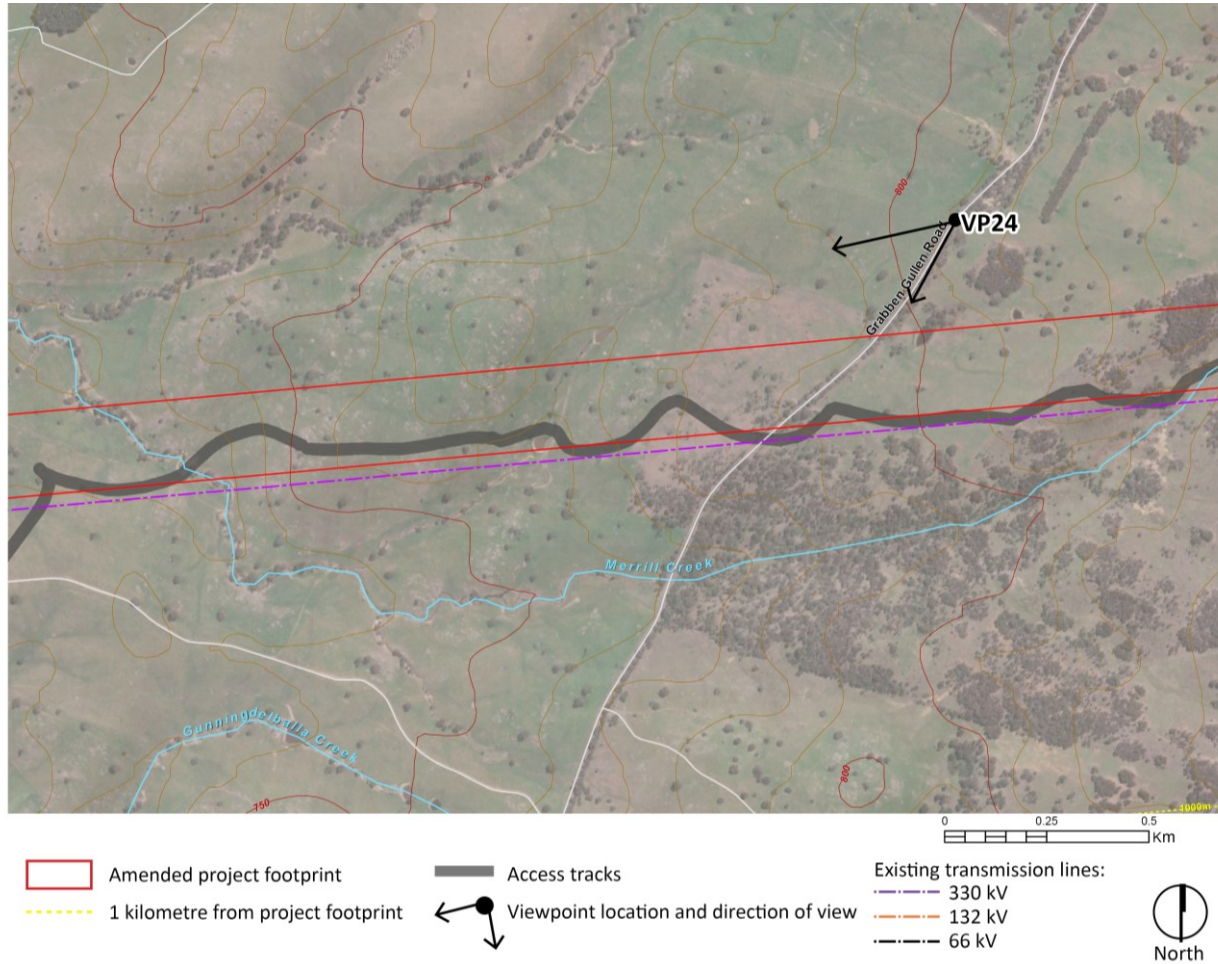 800
VP24
Grabben Gullen Road
Merrill Creek
Gunningdelballa Creek
800
750
1000m
0 0.25 0.5
Km
Amended project footprint
1 kilometre from project footprint
Access tracks
Viewpoint location and direction of view
Existing transmission lines:
330 kV
132 kV
66 kV
North